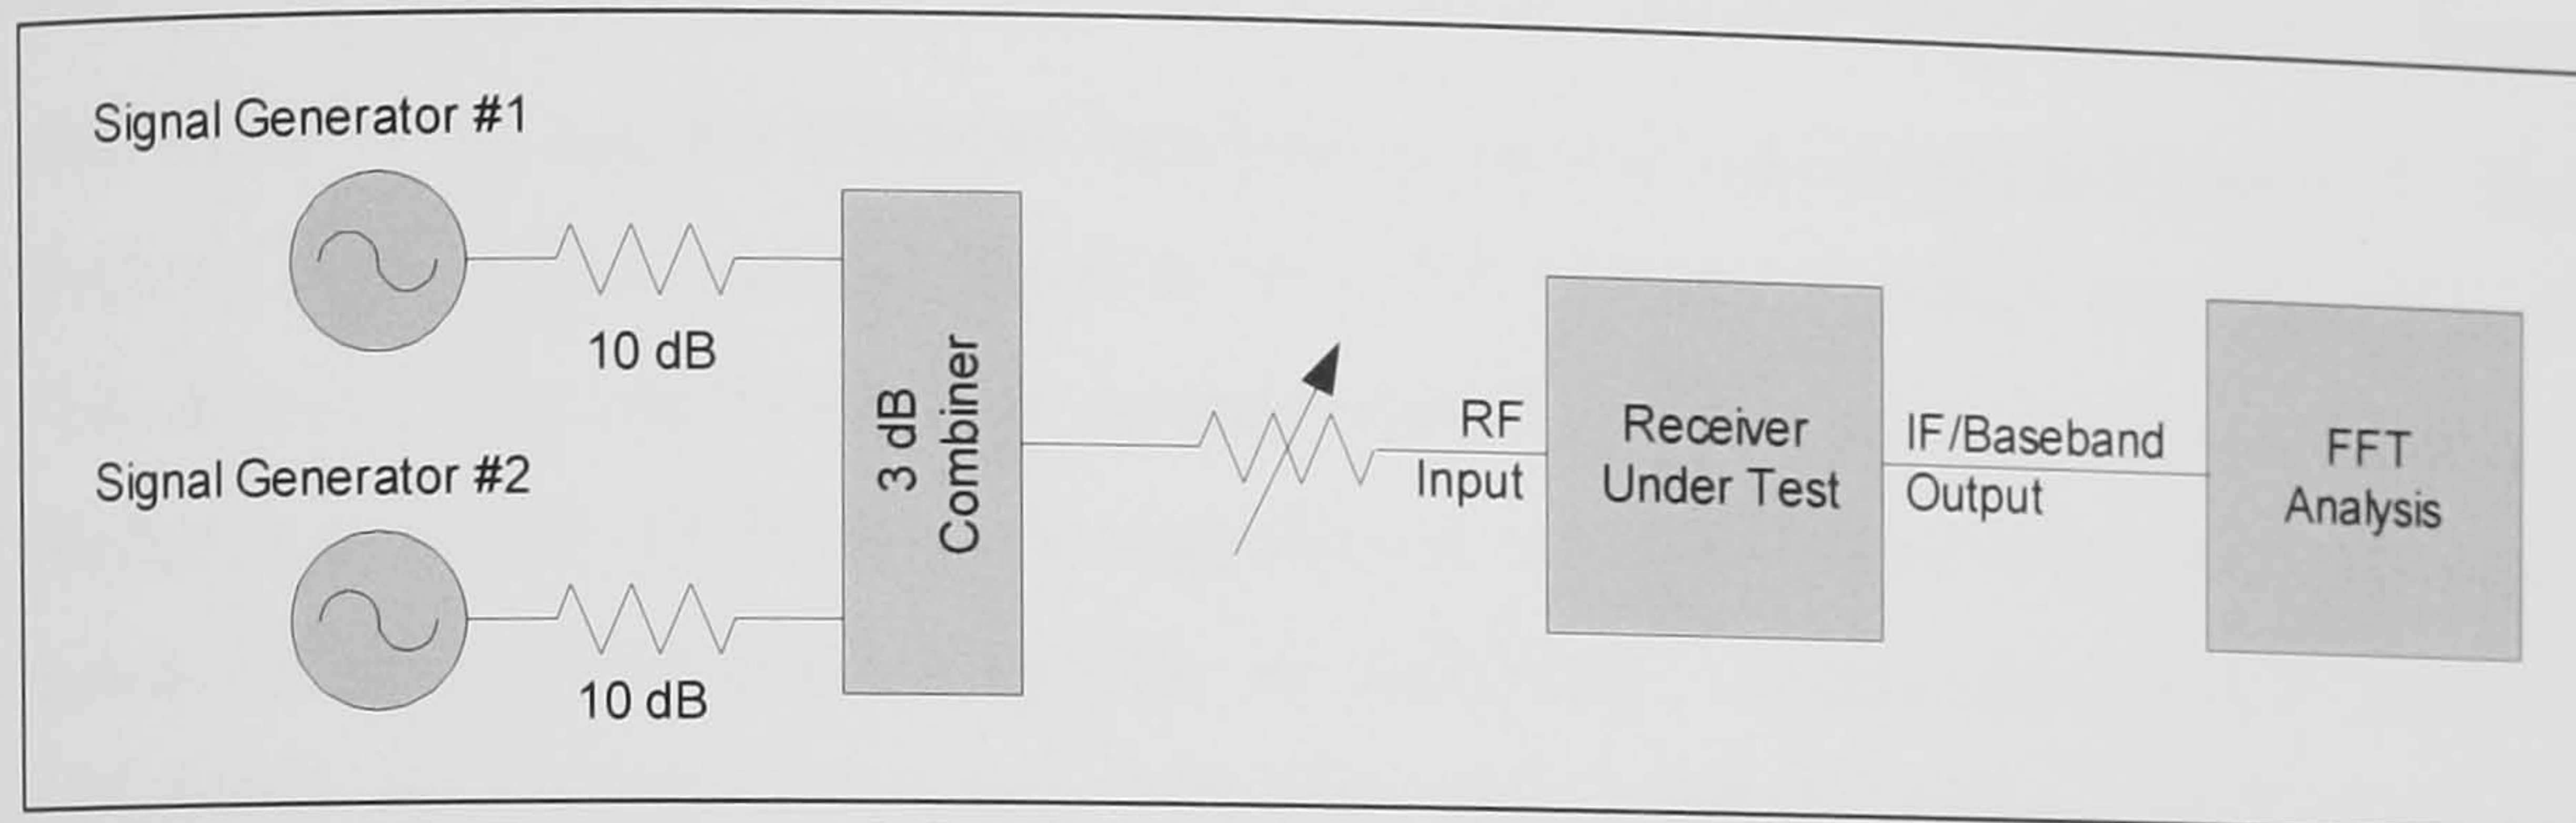 Signal Generator #1
10 dB
Signal Generator #2
10 dB
3 dB
Combiner
RF
Input
Receiver
Under Test
IF/Baseband
Output
FFT
Analysis